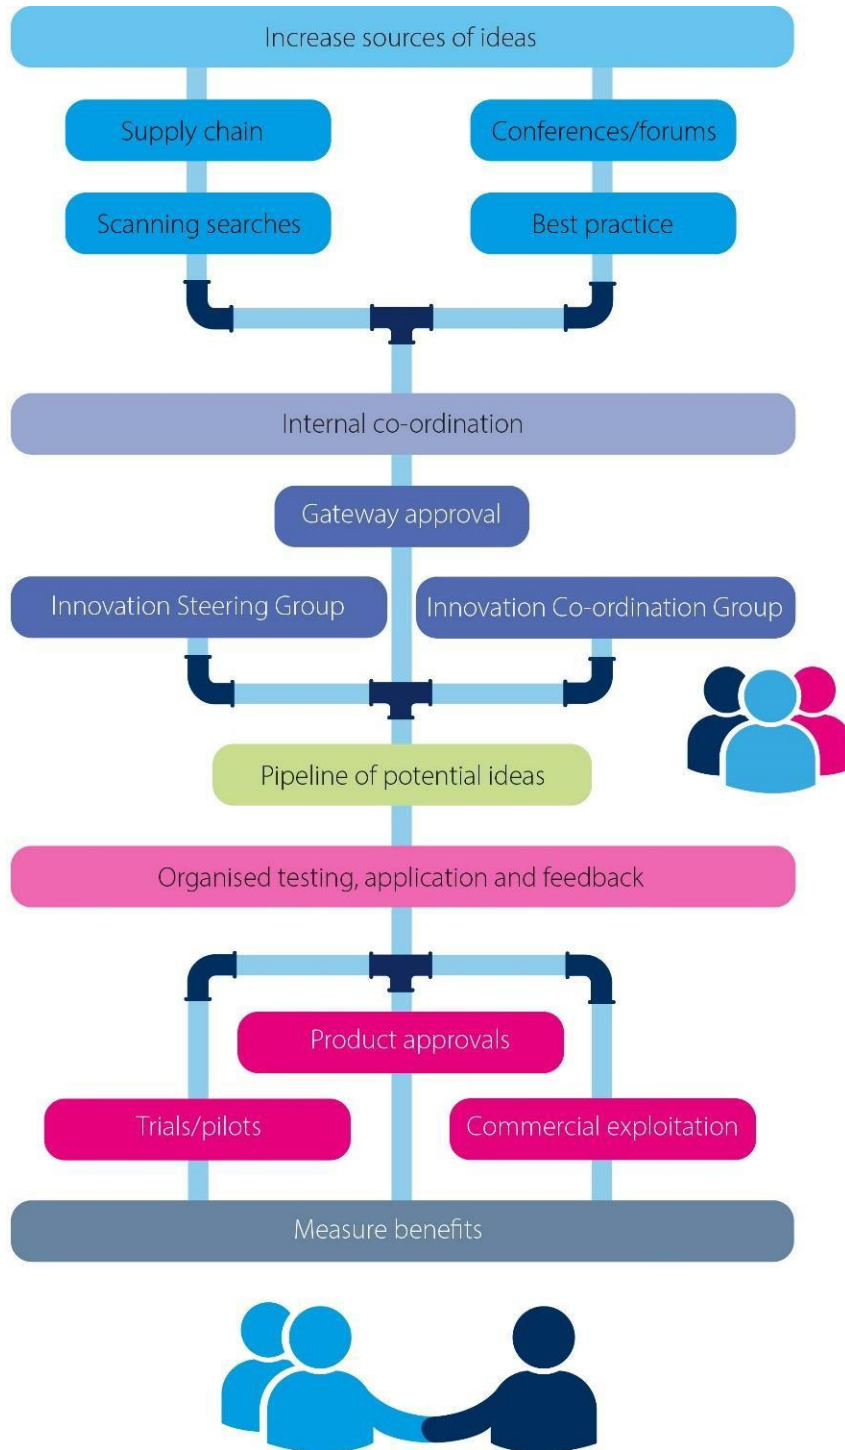 Increase sources of ideas
Supply chain
Conferences/forums
Scanning searches
Best practice
Internal co-ordination
Gateway approval
Innovation Steering Group
Innovation Co-ordination Group
Pipeline of potential ideas
Organised testing, application and feedback
Product approvals
Trials/pilots
Commercial exploitation
Measure benefits